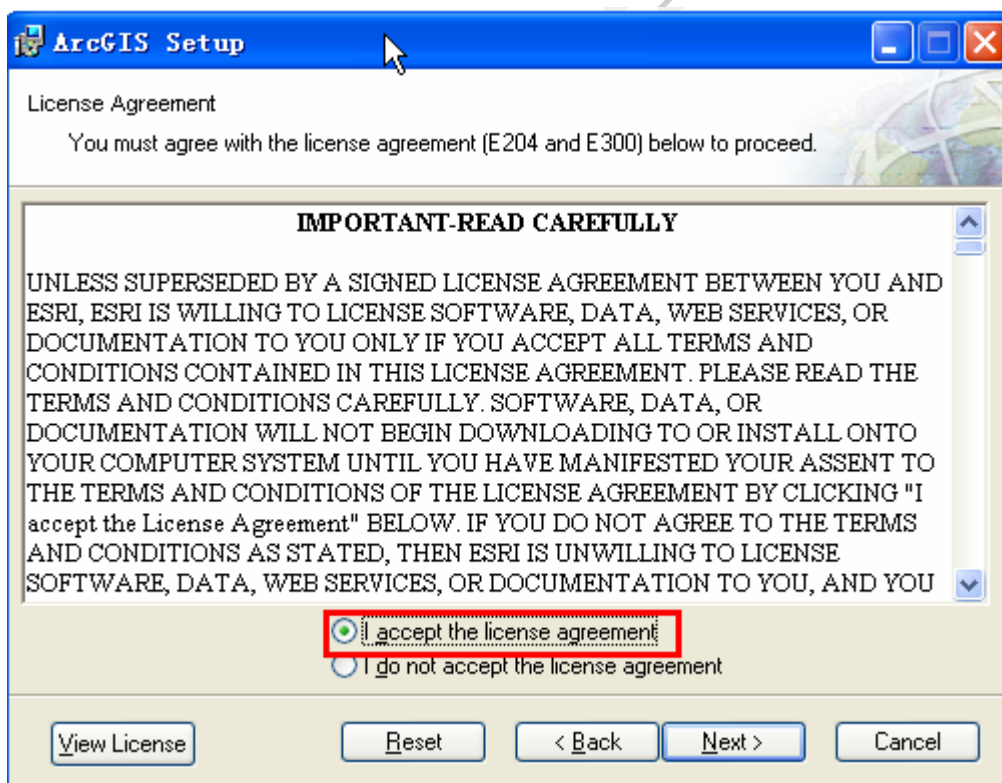 ArcGIS Setup
License Agreement
You must agree with the license agreement (E204 and E300) below to proceed.
IMPORTANT-READ CAREFULLY
UNLESS SUPERSEDED BY A SIGNED LICENSE AGREEMENT BETWEEN YOU AND
ESRI, ESRI IS WILLING TO LICENSE SOFTWARE, DATA, WEB SERVICES, OR
DOCUMENTATION TO YOU ONLY IF YOU ACCEPT ALL TERMS AND
CONDITIONS CONTAINED IN THIS LICENSE AGREEMENT. PLEASE READ THE
TERMS AND CONDITIONS CAREFULLY. SOFTWARE, DATA, OR
DOCUMENTATION WILL NOT BEGIN DOWNLOADING TO OR INSTALL ONTO
YOUR COMPUTER SYSTEM UNTIL YOU HAVE MANIFESTED YOUR ASSENT TO
THE TERMS AND CONDITIONS OF THE LICENSE AGREEMENT BY CLICKING "I
accept the License Agreement" BELOW. IF YOU DO NOT AGREE TO THE TERMS
AND CONDITIONS AS STATED, THEN ESRI IS UNWILLING TO LICENSE
SOFTWARE, DATA, WEB SERVICES, OR DOCUMENTATION TO YOU, AND YOU
I accept the license agreement
I do not accept the license agreement
View License
Reset
< Back
Next >
Cancel